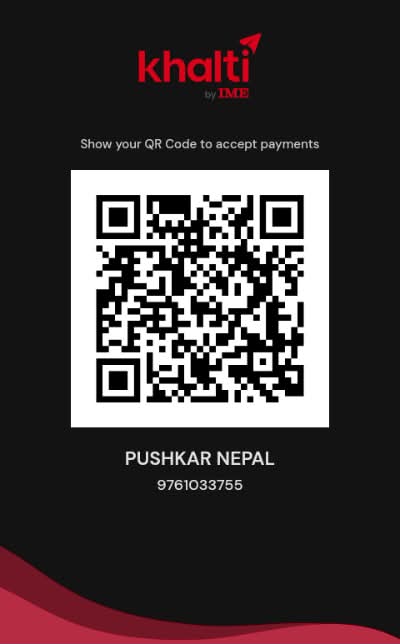 khalti
by IME
Show your QR Code to accept payments
PUSHKAR NEPAL
9761033755